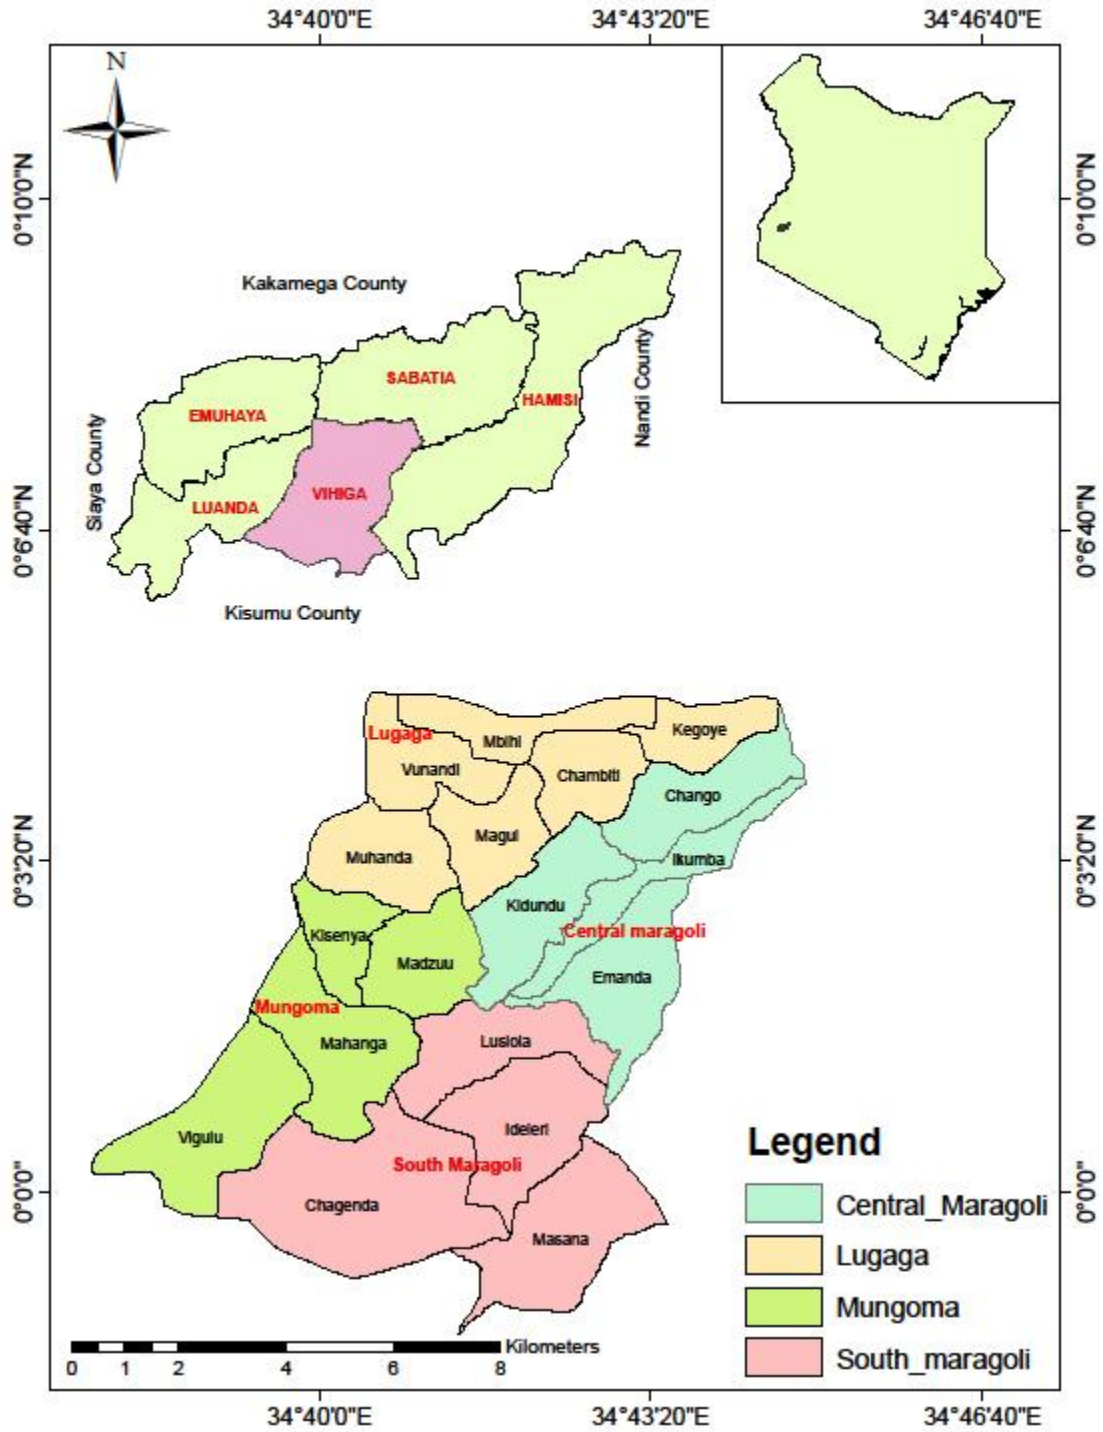 34°40'0"E 34°43'20"E 34°46'40"E
N
0°10'0"N 0°10'0"N
Kakamega County
SABATIA
HAMISI
EMUHAYA
Nandi County
Siaya County
VIHIGA
LUANDA
0°6'40"N 0°6'40"N
Kisumu County
Lugaga
Mbihi
Kegoye
Vunandi
Chambiti
Chango
Magui
Muhanda
Ikumba
0°3'20"N 0°3'20"N
Kidundu
Central maragoli
Kisenya
Madzuu
Emanda
Mungoma
Mahanga
Lusiola
Vigulu
Ideleri
South Maragoli
Chagenda
Masana
0°0'0" 0°0'0"
Legend
Central_Maragoli
Lugaga
Mungoma
South_maragoli
Kilometers
0 1 2 4 6 8
34°40'0"E 34°43'20"E 34°46'40"E